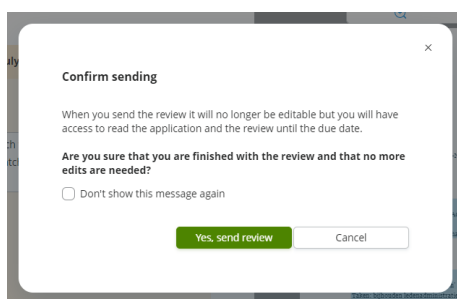 uly
×
Confirm sending
When you send the review it will no longer be editable but you will have
access to read the application and the review until the due date.
Are you sure that you are finished with the review and that no more
edits are needed?
Don't show this message again
Yes, send review
Cancel